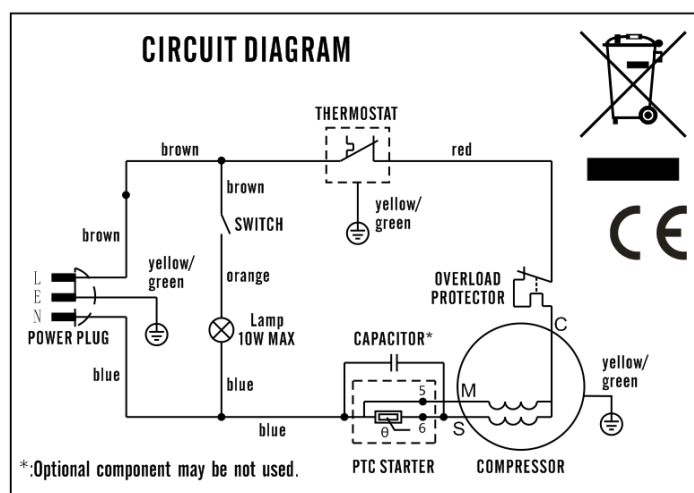 CIRCUIT DIAGRAM
THERMOSTAT
brown
red
brown
yellow/
green
SWITCH
brown
yellow/
green
L
E
N
orange
OVERLOAD
PROTECTOR
POWER PLUG
Lamp
10W MAX
CAPACITOR*
C
yellow/
green
blue
blue
5
M
blue
θ
6
S
PTC STARTER
COMPRESSOR
*:Optional component may be not used.
CE